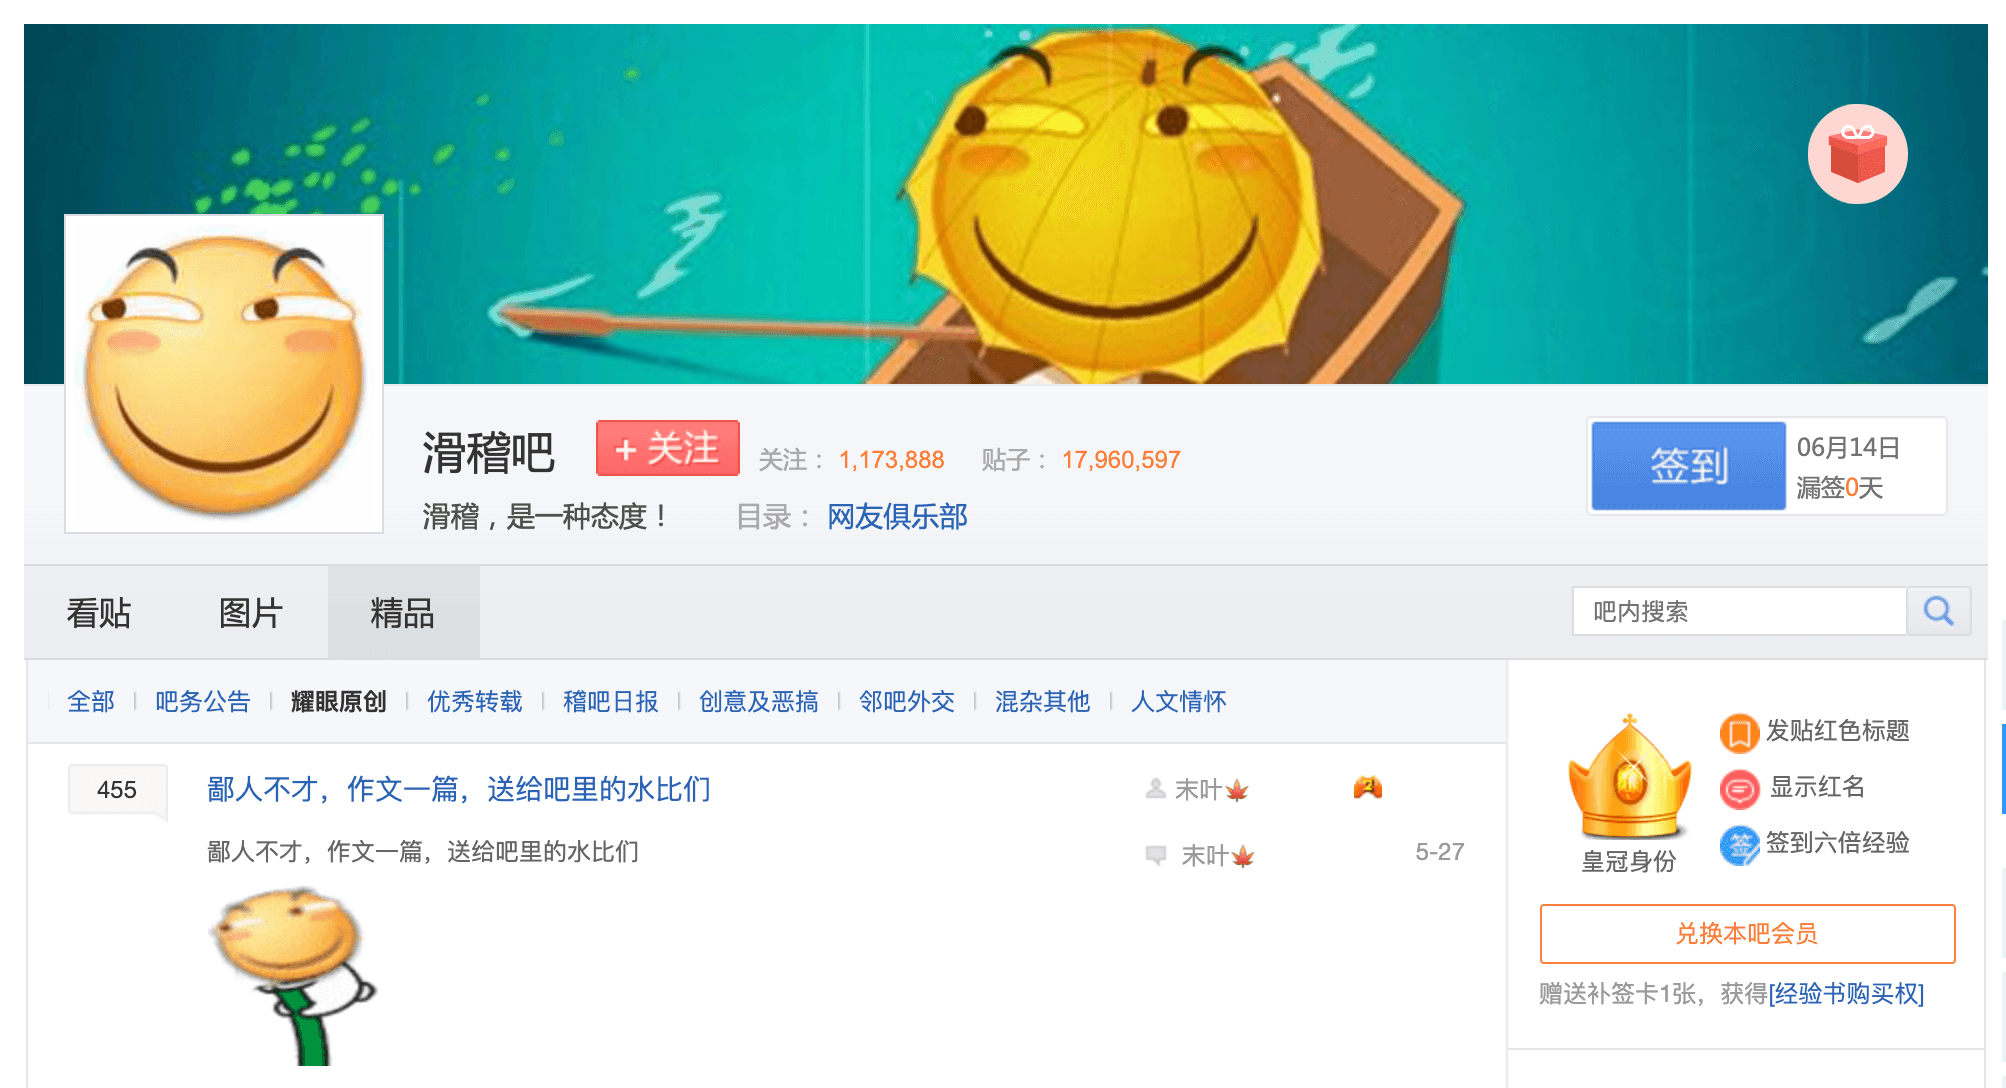 滑稽吧 + 关注 关注： 1,173,888 贴子： 17,960,597
滑稽，是一种态度！ 目录： 网友俱乐部
签到 06月14日
漏签0天
看贴 图片 精品 吧内搜索
全部 吧务公告 耀眼原创 优秀转载 稽吧日报 创意及恶搞 邻吧外交 混杂其他 人文情怀
455 鄙人不才，作文一篇，送给吧里的水比们 末叶🍁 2
鄙人不才，作文一篇，送给吧里的水比们 末叶🍁 5-27
发贴红色标题
显示红名
签 签到六倍经验
皇冠身份
兑换本吧会员
赠送补签卡1张，获得[经验书购买权]